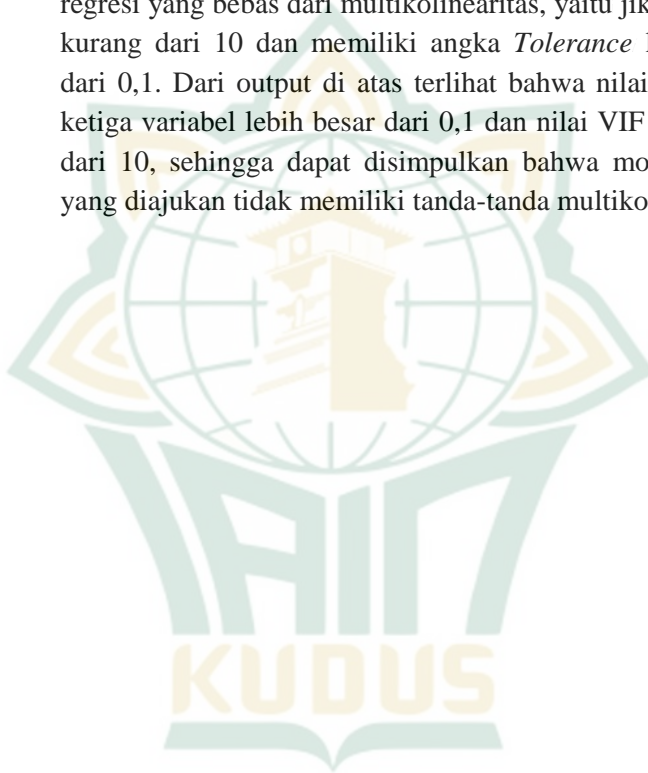 regresi yang bebas dari multikolinearitas, yaitu jik
kurang dari 10 dan memiliki angka Tolerance
dari 0,1. Dari output di atas terlihat bahwa nilai
ketiga variabel lebih besar dari 0,1 dan nilai VIF
dari 10, sehingga dapat disimpulkan bahwa mo
yang diajukan tidak memiliki tanda-tanda multiko
IAIN
KUDUS